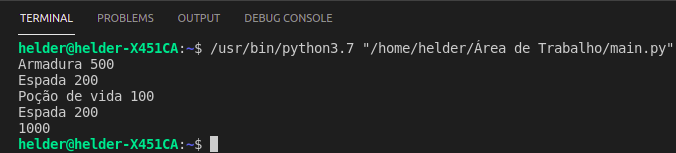 TERMINAL PROBLEMS OUTPUT DEBUG CONSOLE
helder@helder-X451CA:~$ /usr/bin/python3.7 "/home/helder/Área de Trabalho/main.py"
Armadura 500
Espada 200
Poção de vida 100
Espada 200
1000
helder@helder-X451CA:~$